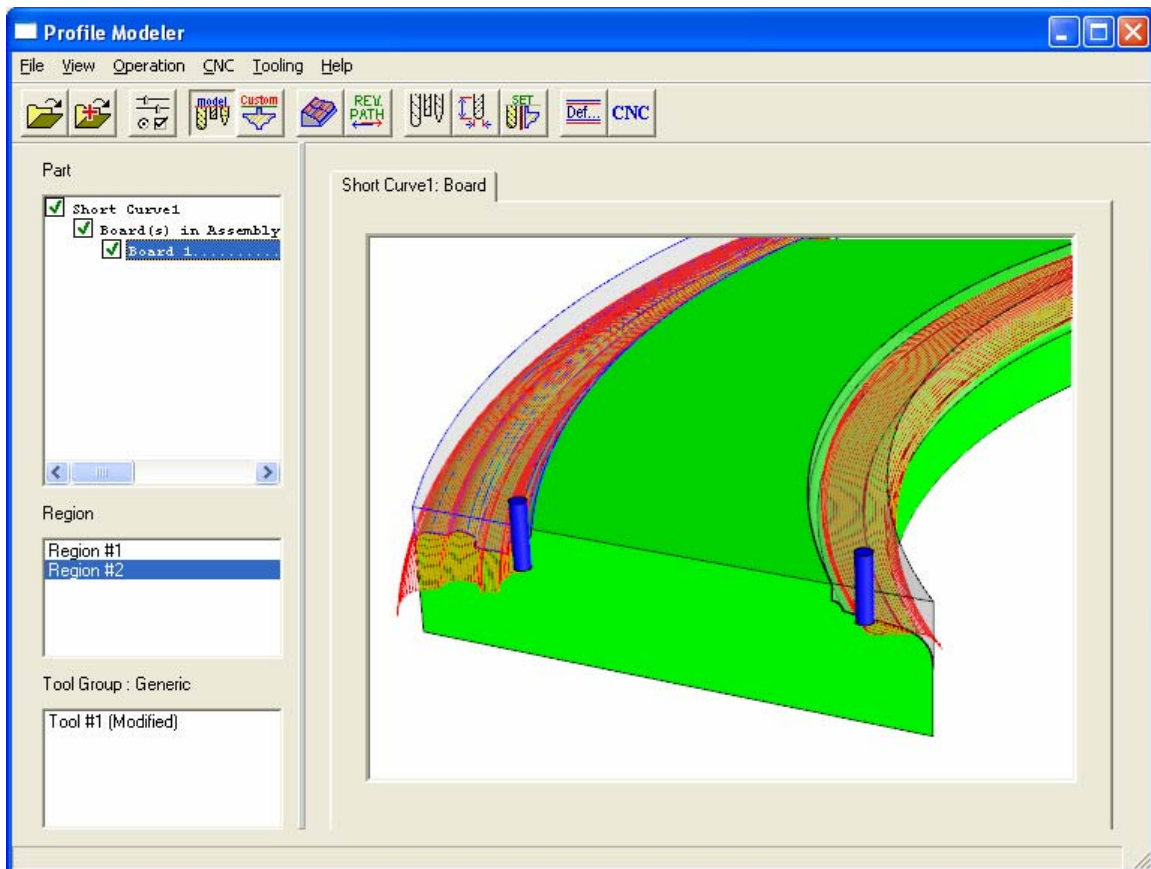 Profile Modeler
File View Operation CNC Tooling Help
model Custom REV. PATH SET Def... CNC
Part
Short Curve1: Board
Short Curve1
Board(s) in Assembly
Board 1..........
Region
Region #1
Region #2
Tool Group : Generic
Tool #1 (Modified)